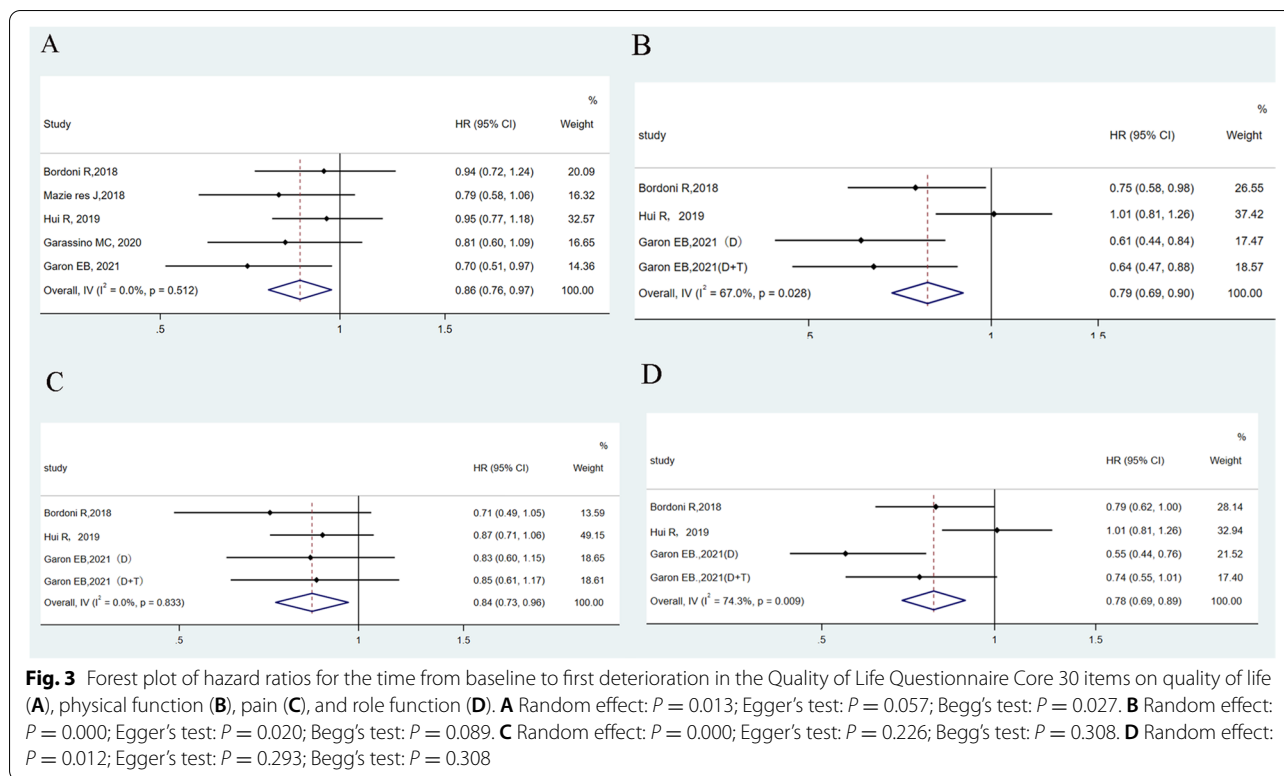 A
%
Study HR (95% CI) Weight
Bordoni R,2018 0.94 (0.72, 1.24) 20.09
Mazie res J,2018 0.79 (0.58, 1.06) 16.32
Hui R, 2019 0.95 (0.77, 1.18) 32.57
Garassino MC, 2020 0.81 (0.60, 1.09) 16.65
Garon EB, 2021 0.70 (0.51, 0.97) 14.36
Overall, IV (I² = 0.0%, p = 0.512) 0.86 (0.76, 0.97) 100.00
.5 1 1.5
B
%
study HR (95% CI) Weight
Bordoni R,2018 0.75 (0.58, 0.98) 26.55
Hui R，2019 1.01 (0.81, 1.26) 37.42
Garon EB,2021（D） 0.61 (0.44, 0.84) 17.47
Garon EB,2021(D+T) 0.64 (0.47, 0.88) 18.57
Overall, IV (I² = 67.0%, p = 0.028) 0.79 (0.69, 0.90) 100.00
.5 1 1.5
C
%
study HR (95% CI) Weight
Bordoni R,2018 0.71 (0.49, 1.05) 13.59
Hui R，2019 0.87 (0.71, 1.06) 49.15
Garon EB,2021（D） 0.83 (0.60, 1.15) 18.65
Garon EB,2021（D+T） 0.85 (0.61, 1.17) 18.61
Overall, IV (I² = 0.0%, p = 0.833) 0.84 (0.73, 0.96) 100.00
.5 1 1.5
D
%
study HR (95% CI) Weight
Bordoni R,2018 0.79 (0.62, 1.00) 28.14
Hui R，2019 1.01 (0.81, 1.26) 32.94
Garon EB.,2021(D) 0.55 (0.44, 0.76) 21.52
Garon EB.,2021(D+T) 0.74 (0.55, 1.01) 17.40
Overall, IV (I² = 74.3%, p = 0.009) 0.78 (0.69, 0.89) 100.00
.5 1 1.5
Fig. 3 Forest plot of hazard ratios for the time from baseline to first deterioration in the Quality of Life Questionnaire Core 30 items on quality of life
(A), physical function (B), pain (C), and role function (D). A Random effect: P = 0.013; Egger's test: P = 0.057; Begg's test: P = 0.027. B Random effect:
P = 0.000; Egger's test: P = 0.020; Begg's test: P = 0.089. C Random effect: P = 0.000; Egger's test: P = 0.226; Begg's test: P = 0.308. D Random effect:
P = 0.012; Egger's test: P = 0.293; Begg's test: P = 0.308